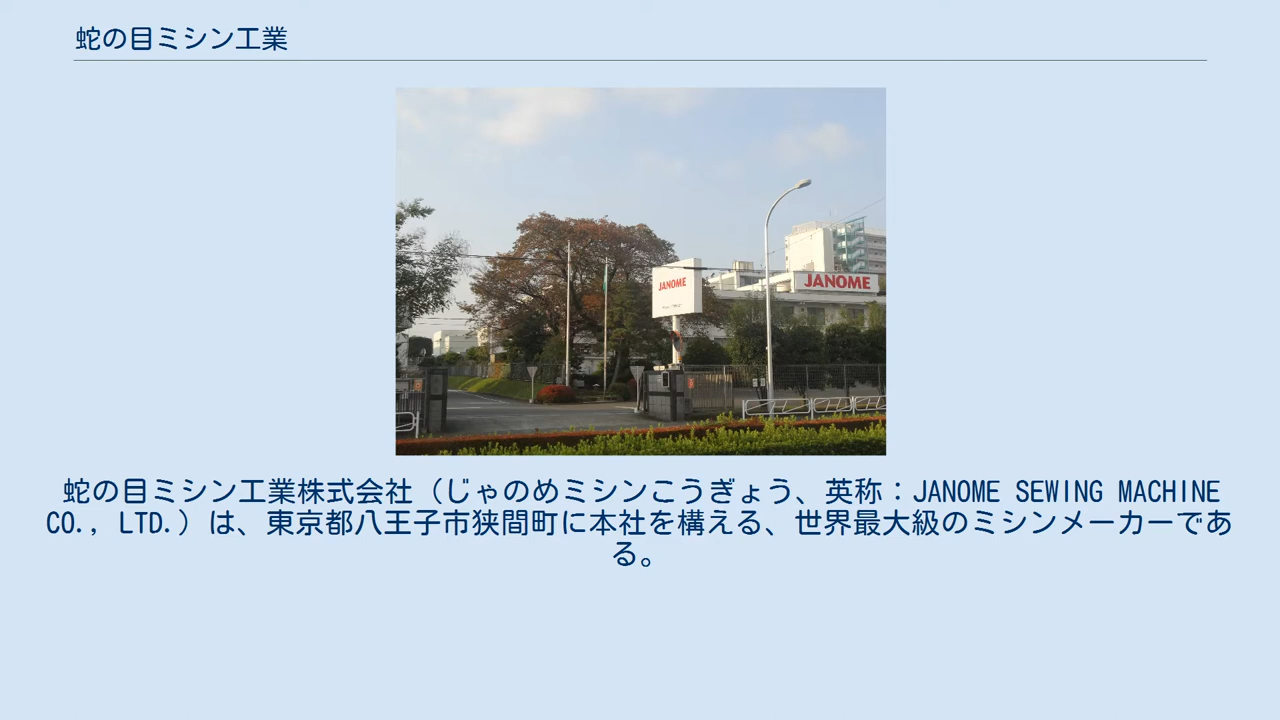 蛇の目ミシン工業
JANOME
JANOME
蛇の目ミシン工業株式会社（じゃのめミシンこうぎょう、英称：JANOME SEWING MACHINE
CO., LTD.）は、東京都八王子市狭間町に本社を構える、世界最大級のミシンメーカーであ
る。